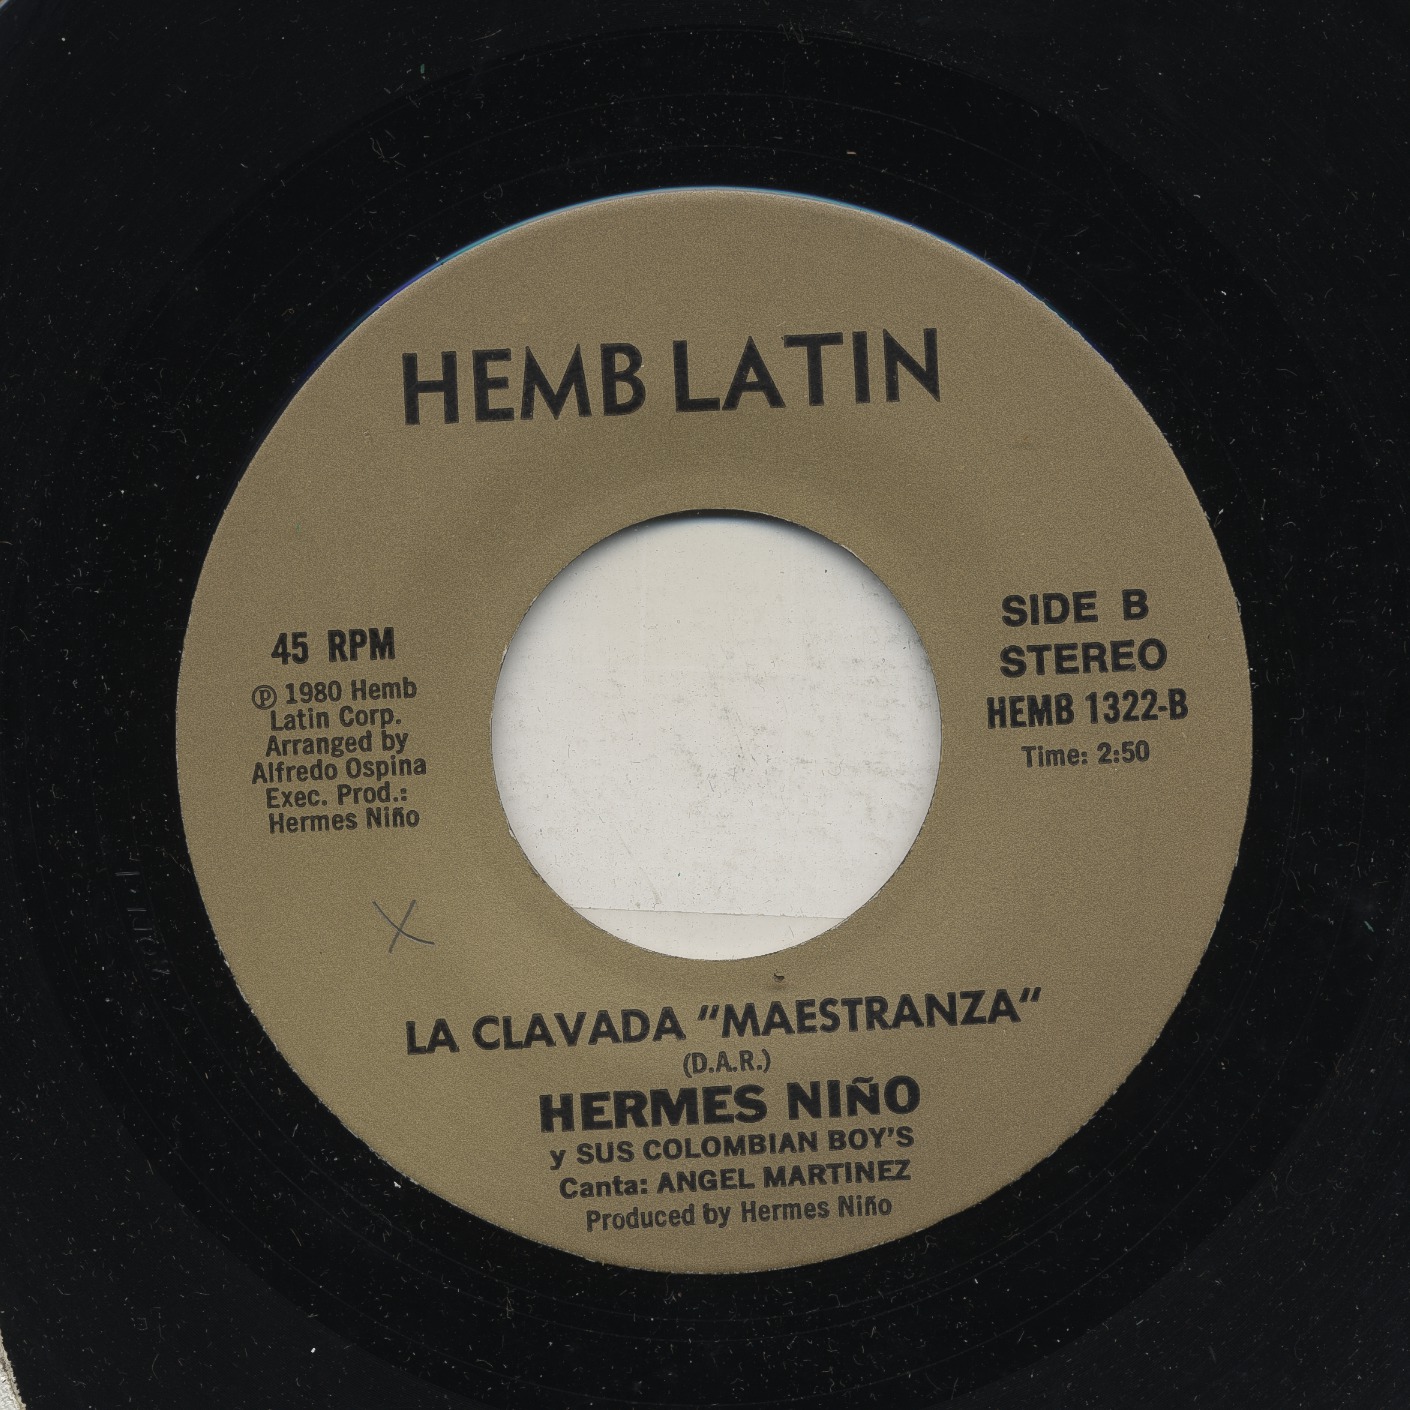 HEMB LATIN
45 RPM
℗ 1980 Hemb
Latin Corp.
Arranged by
Alfredo Ospina
Exec. Prod.:
Hermes Niño
SIDE B
STEREO
HEMB 1322-B
Time: 2:50
LA CLAVADA "MAESTRANZA"
(D.A.R.)
HERMES NIÑO
y SUS COLOMBIAN BOY'S
Canta: ANGEL MARTINEZ
Produced by Hermes Niño